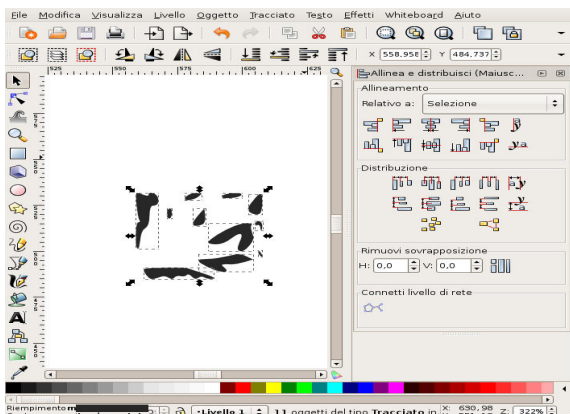 File Modifica Visualizza Livello Oggetto Tracciato Testo Effetti Whiteboard Aiuto
X 558,958 Y 484,737
525 550 575 600 625
Allinea e distribuisci (Maiusc...
Allineamento
Relativo a: Selezione
Distribuzione
Rimuovi sovrapposizione
H: 0,0 V: 0,0
Connetti livello di rete
Riempimento
Livello 1 11 oggetti del tipo Tracciato in X: 630,98 Z: 322%